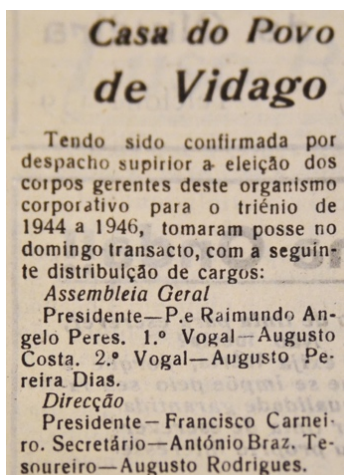 Casa do Povo
de Vidago
Tendo sido confirmada por
despacho supirior a eleição dos
corpos gerentes deste organismo
corporativo para o triénio de
1944 a 1946, tomaram posse no
domingo transacto, com a seguin-
te distribuição de cargos:
Assembleia Geral
Presidente—P.e Raimundo An-
gelo Peres. 1.º Vogal—Augusto
Costa. 2.º Vogal—Augusto Pe-
reira Dias.
Direcção
Presidente—Francisco Carnei-
ro. Secretário—António Braz. Te-
soureiro—Augusto Rodrigues.